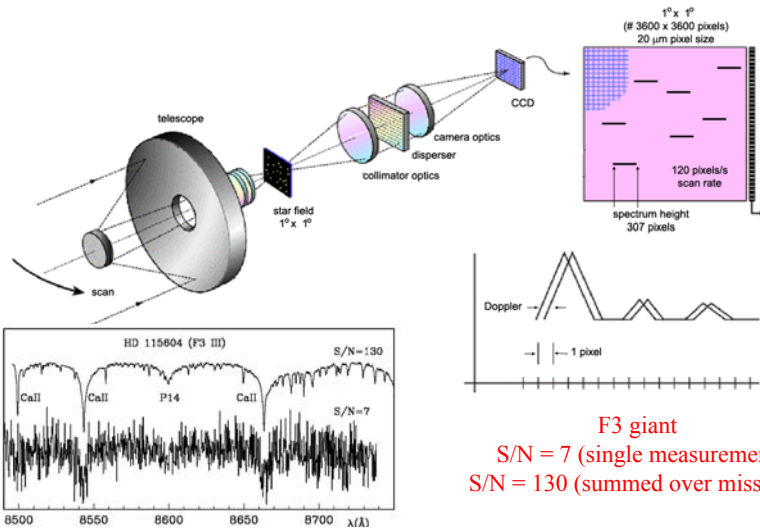 1° x 1°
(# 3600 x 3600 pixels)
20 µm pixel size
telescope
CCD
camera optics
disperser
collimator optics
star field
1° x 1°
scan
120 pixels/s
scan rate
spectrum height
307 pixels
Doppler
1 pixel
HD 115604 (F3 III)
S/N=130
CaII
CaII
P14
CaII
S/N=7
8500
8550
8600
8650
8700
λ(Å)
F3 giant
S/N = 7 (single measureme
S/N = 130 (summed over miss